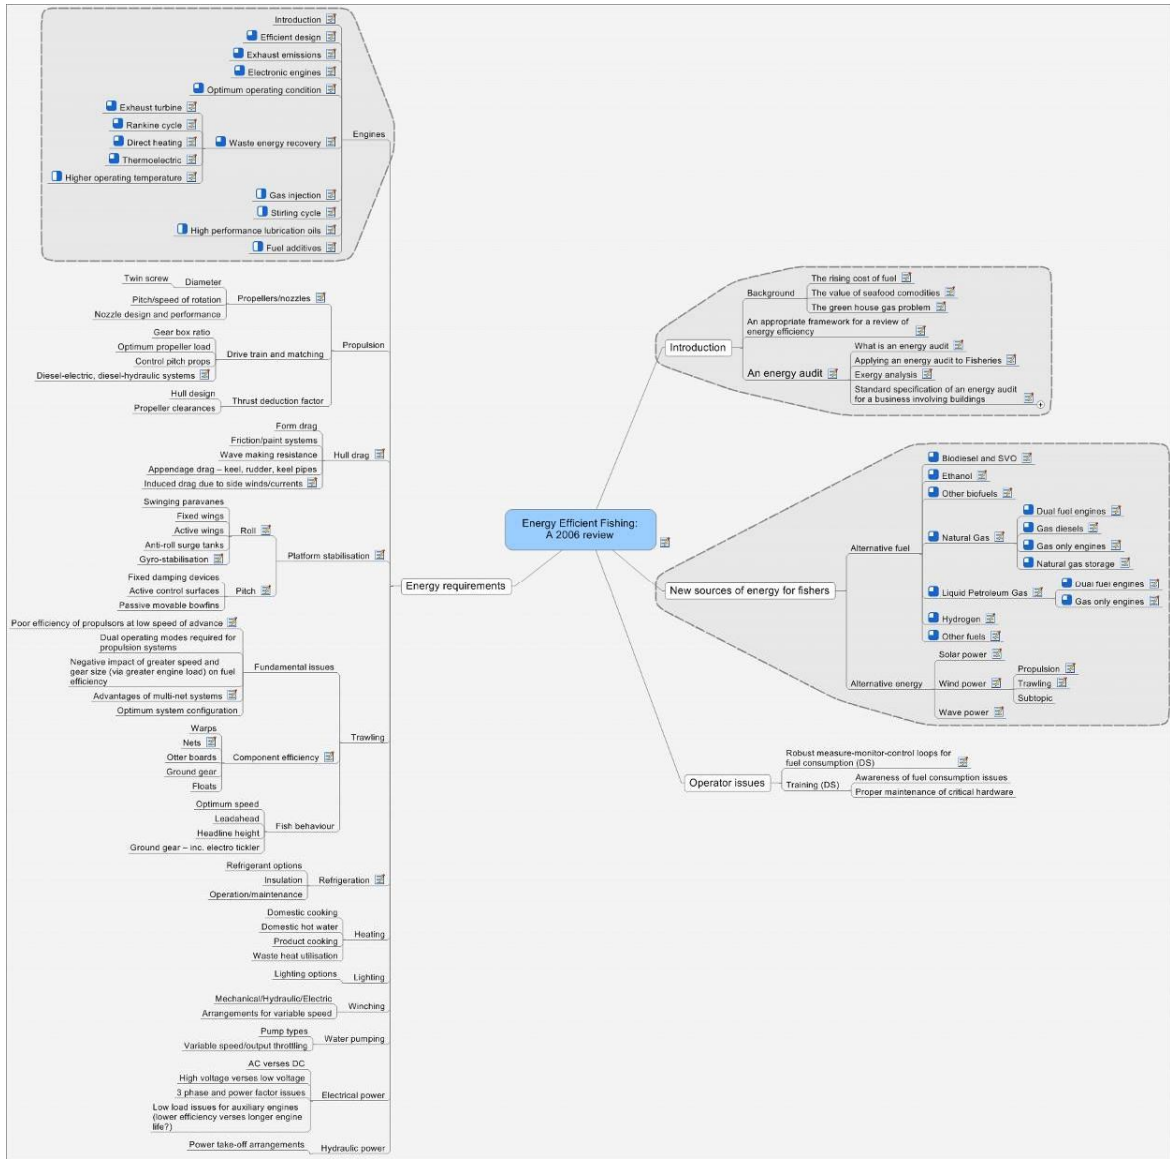 Introduction
Efficient design
Exhaust emissions
Electronic engines
Optimum operating condition
Exhaust turbine
Rankine cycle
Direct heating
Thermoelectric
Higher operating temperature
Waste energy recovery
Engines
Gas injection
Stirling cycle
High performance lubrication oils
Fuel additives
Twin screw
Diameter
Pitch/speed of rotation
Nozzle design and performance
Propellers/nozzles
Gear box ratio
Optimum propeller load
Control pitch props
Diesel-electric, diesel-hydraulic systems
Drive train and matching
Propulsion
Hull design
Propeller clearances
Thrust deduction factor
Form drag
Friction/paint systems
Wave making resistance
Appendage drag – keel, rudder, keel pipes
Induced drag due to side winds/currents
Hull drag
Swinging paravanes
Fixed wings
Active wings
Anti-roll surge tanks
Gyro-stabilisation
Roll
Platform stabilisation
Fixed damping devices
Active control surfaces
Passive movable bowfins
Pitch
Poor efficiency of propulsors at low speed of advance
Dual operating modes required for
propulsion systems
Negative impact of greater speed and
gear size (via greater engine load) on fuel
efficiency
Advantages of multi-net systems
Optimum system configuration
Fundamental issues
Warps
Nets
Otter boards
Ground gear
Floats
Component efficiency
Trawling
Optimum speed
Leadahead
Headline height
Ground gear – inc. electro tickler
Fish behaviour
Refrigerant options
Insulation
Operation/maintenance
Refrigeration
Domestic cooking
Domestic hot water
Product cooking
Waste heat utilisation
Heating
Lighting options
Lighting
Mechanical/Hydraulic/Electric
Arrangements for variable speed
Winching
Pump types
Variable speed/output throttling
Water pumping
AC verses DC
High voltage verses low voltage
3 phase and power factor issues
Low load issues for auxiliary engines
(lower efficiency verses longer engine
life?)
Electrical power
Power take-off arrangements
Hydraulic power
Energy requirements
Energy Efficient Fishing:
A 2006 review
Introduction
Background
The rising cost of fuel
The value of seafood comodities
The green house gas problem
An appropriate framework for a review of
energy efficiency
An energy audit
What is an energy audit
Applying an energy audit to Fisheries
Exergy analysis
Standard specification of an energy audit
for a business involving buildings
New sources of energy for fishers
Alternative fuel
Biodiesel and SVO
Ethanol
Other biofuels
Natural Gas
Dual fuel engines
Gas diesels
Gas only engines
Natural gas storage
Liquid Petroleum Gas
Dual fuel engines
Gas only engines
Hydrogen
Other fuels
Alternative energy
Solar power
Wind power
Propulsion
Trawling
Subtopic
Wave power
Operator issues
Robust measure-monitor-control loops for
fuel consumption (DS)
Training (DS)
Awareness of fuel consumption issues
Proper maintenance of critical hardware